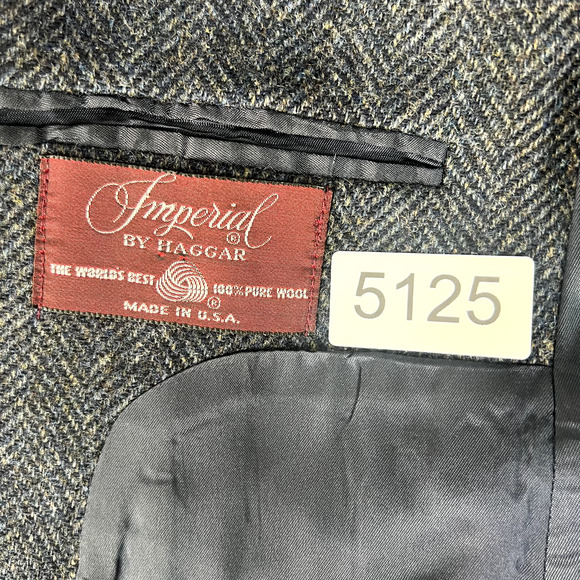 Imperial®
BY HAGGAR
THE WORLD'S BEST 100% PURE WOOL
®
MADE IN U.S.A.
5125